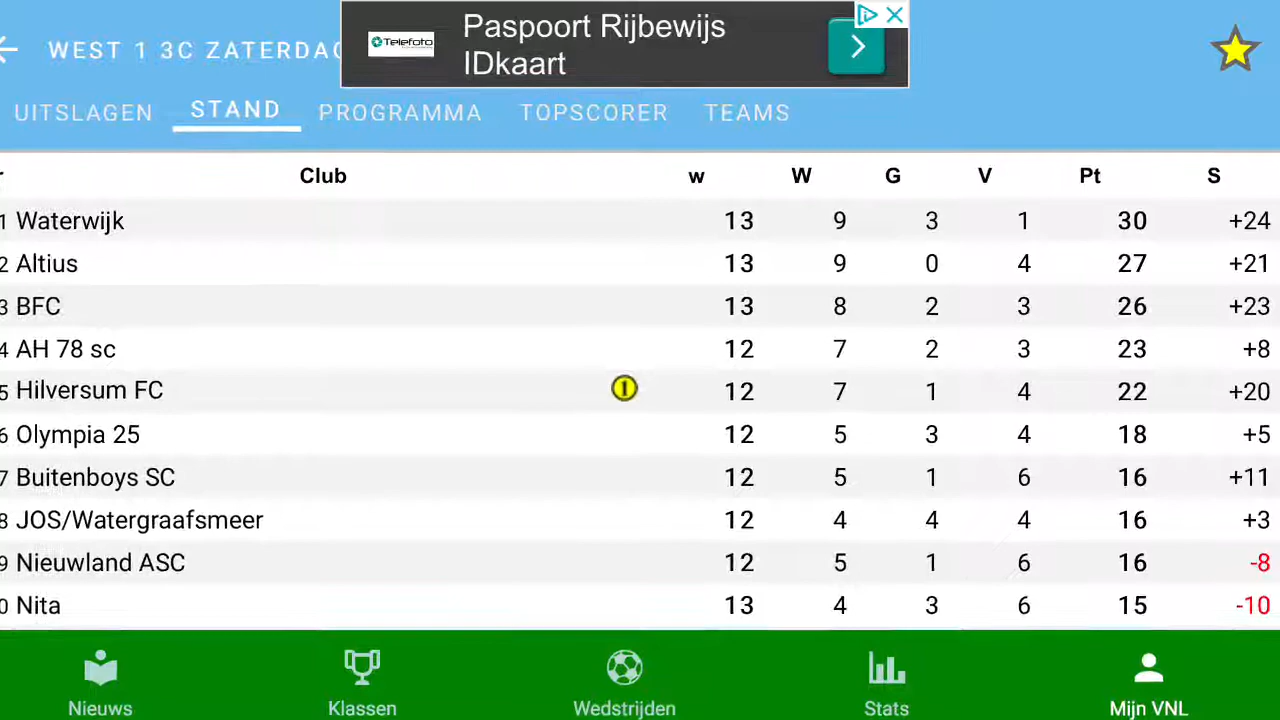 Paspoort Rijbewijs
IDkaart
Telefoto
WEST 1 3C ZATERDAG
UITSLAGEN STAND PROGRAMMA TOPSCORER TEAMS
Club w W G V Pt S
1 Waterwijk 13 9 3 1 30 +24
2 Altius 13 9 0 4 27 +21
3 BFC 13 8 2 3 26 +23
4 AH 78 sc 12 7 2 3 23 +8
5 Hilversum FC 1 12 7 1 4 22 +20
6 Olympia 25 12 5 3 4 18 +5
7 Buitenboys SC 12 5 1 6 16 +11
8 JOS/Watergraafsmeer 12 4 4 4 16 +3
9 Nieuwland ASC 12 5 1 6 16 -8
0 Nita 13 4 3 6 15 -10
Nieuws Klassen Wedstrijden Stats Mijn VNL